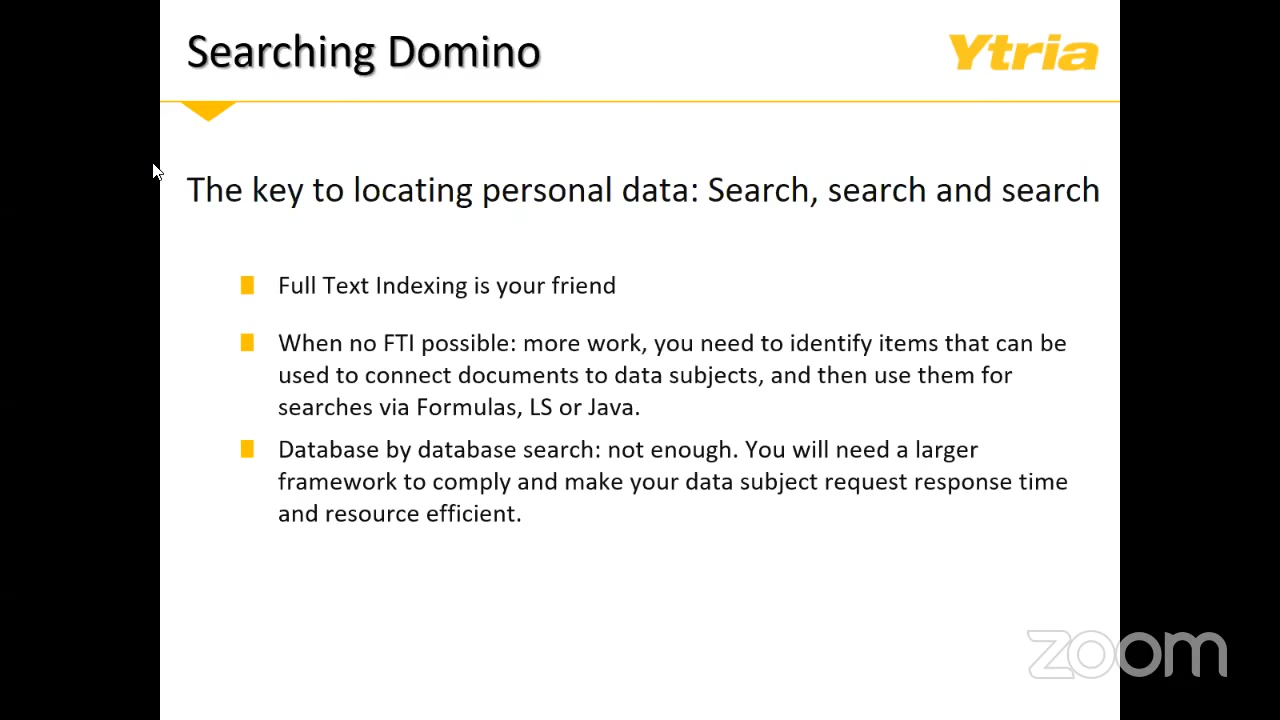 Searching Domino
Ytria
The key to locating personal data: Search, search and search
Full Text Indexing is your friend
When no FTI possible: more work, you need to identify items that can be
used to connect documents to data subjects, and then use them for
searches via Formulas, LS or Java.
Database by database search: not enough. You will need a larger
framework to comply and make your data subject request response time
and resource efficient.
zoom